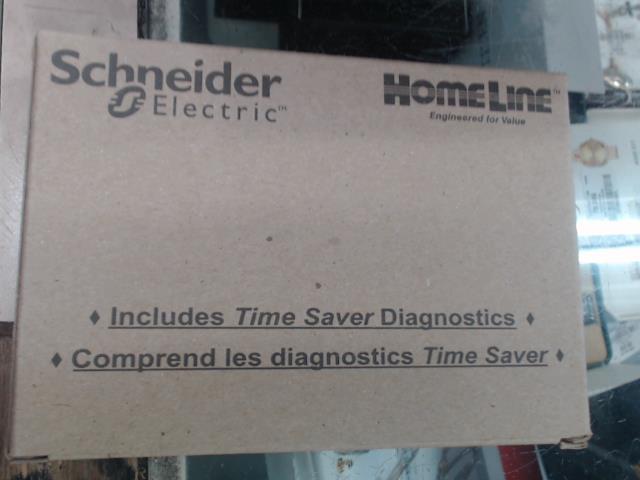 Schneider
Electric™
HOMELINE™
Engineered for Value
♦ Includes Time Saver Diagnostics ♦
♦ Comprend les diagnostics Time Saver ♦